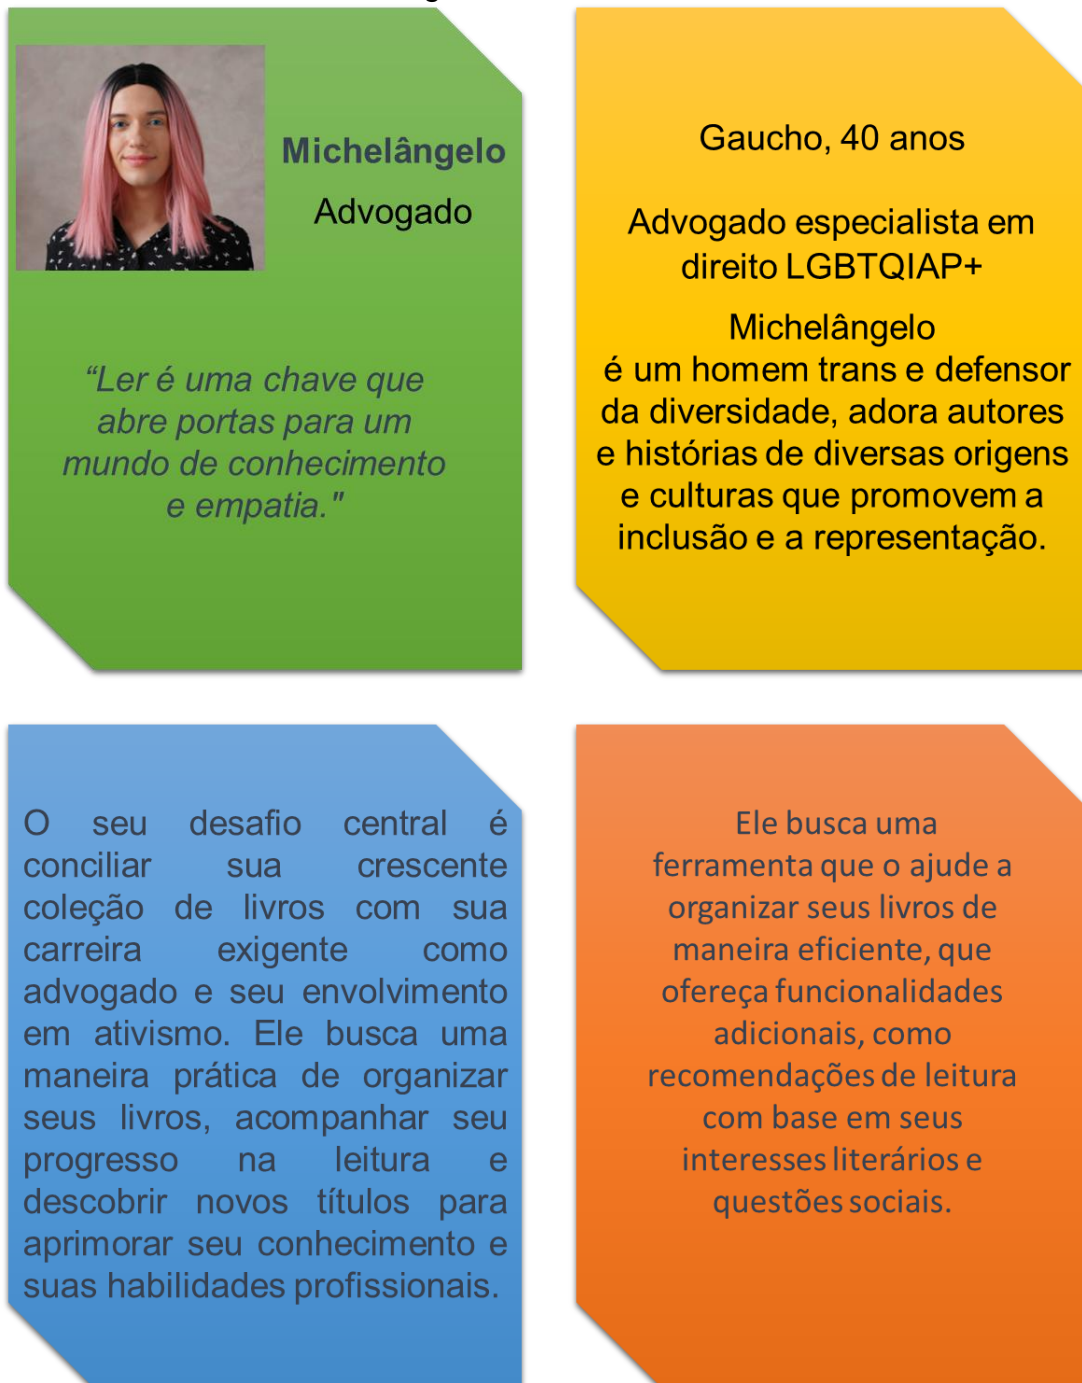 Michelângelo
Advogado
“Ler é uma chave que
abre portas para um
mundo de conhecimento
e empatia."
Gaucho, 40 anos
Advogado especialista em
direito LGBTQIAP+
Michelângelo
é um homem trans e defensor
da diversidade, adora autores
e histórias de diversas origens
e culturas que promovem a
inclusão e a representação.
O seu desafio central é
conciliar sua crescente
coleção de livros com sua
carreira exigente como
advogado e seu envolvimento
em ativismo. Ele busca uma
maneira prática de organizar
seus livros, acompanhar seu
progresso na leitura e
descobrir novos títulos para
aprimorar seu conhecimento e
suas habilidades profissionais.
Ele busca uma
ferramenta que o ajude a
organizar seus livros de
maneira eficiente, que
ofereça funcionalidades
adicionais, como
recomendações de leitura
com base em seus
interesses literários e
questões sociais.